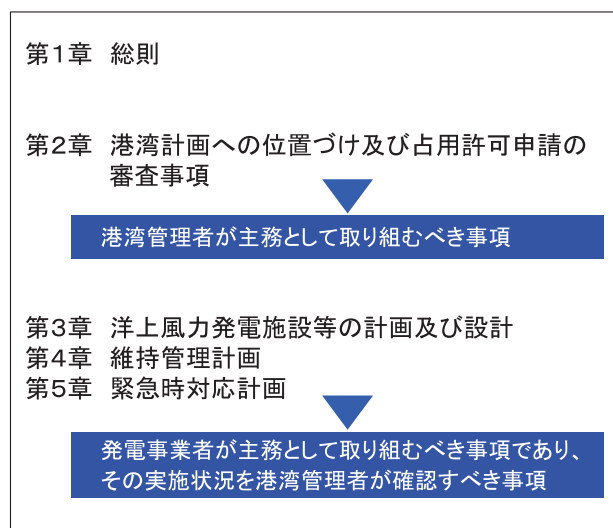 第1章 総則
第2章 港湾計画への位置づけ及び占用許可申請の
審査事項
港湾管理者が主務として取り組むべき事項
第3章 洋上風力発電施設等の計画及び設計
第4章 維持管理計画
第5章 緊急時対応計画
発電事業者が主務として取り組むべき事項であり、
その実施状況を港湾管理者が確認すべき事項